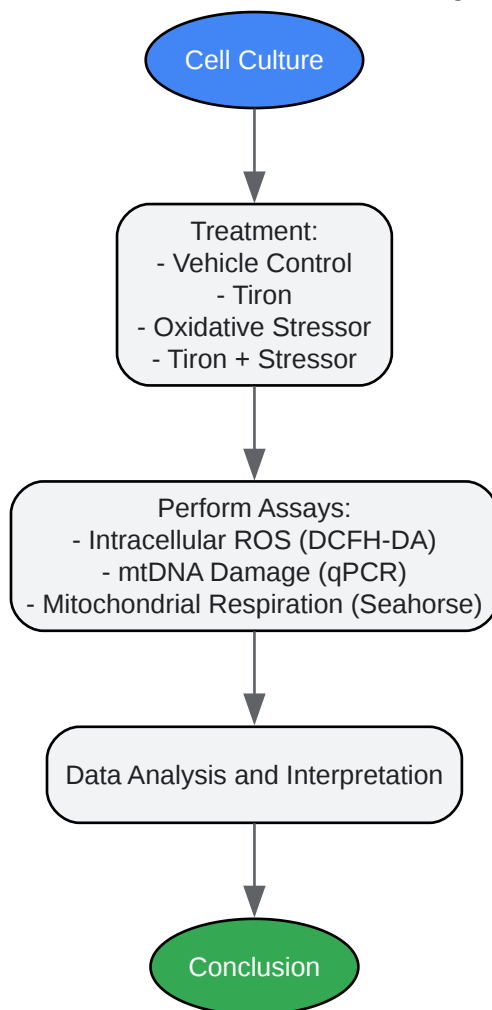 Cell Culture
Treatment:
- Vehicle Control
- Tiron
- Oxidative Stressor
- Tiron + Stressor
Perform Assays:
- Intracellular ROS (DCFH-DA)
- mtDNA Damage (qPCR)
- Mitochondrial Respiration (Seahorse)
Data Analysis and Interpretation
Conclusion